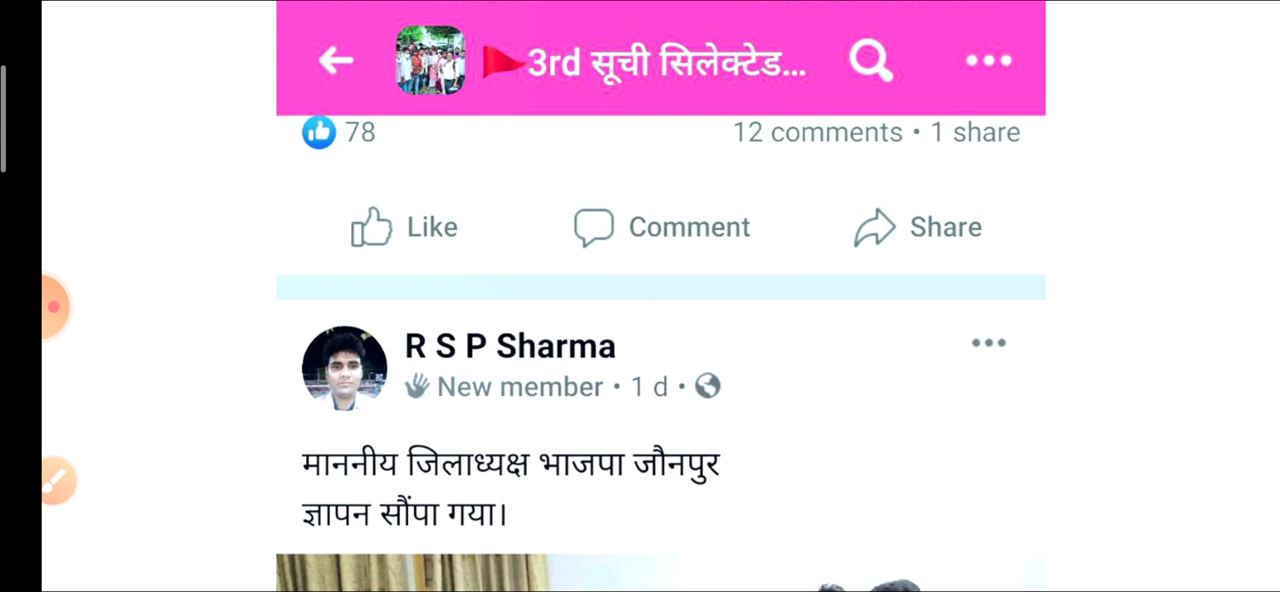 3rd सूची सिलेक्टेड...
78 12 comments • 1 share
Like Comment Share
R S P Sharma
New member • 1 d •
माननीय जिलाध्यक्ष भाजपा जौनपुर
ज्ञापन सौंपा गया।